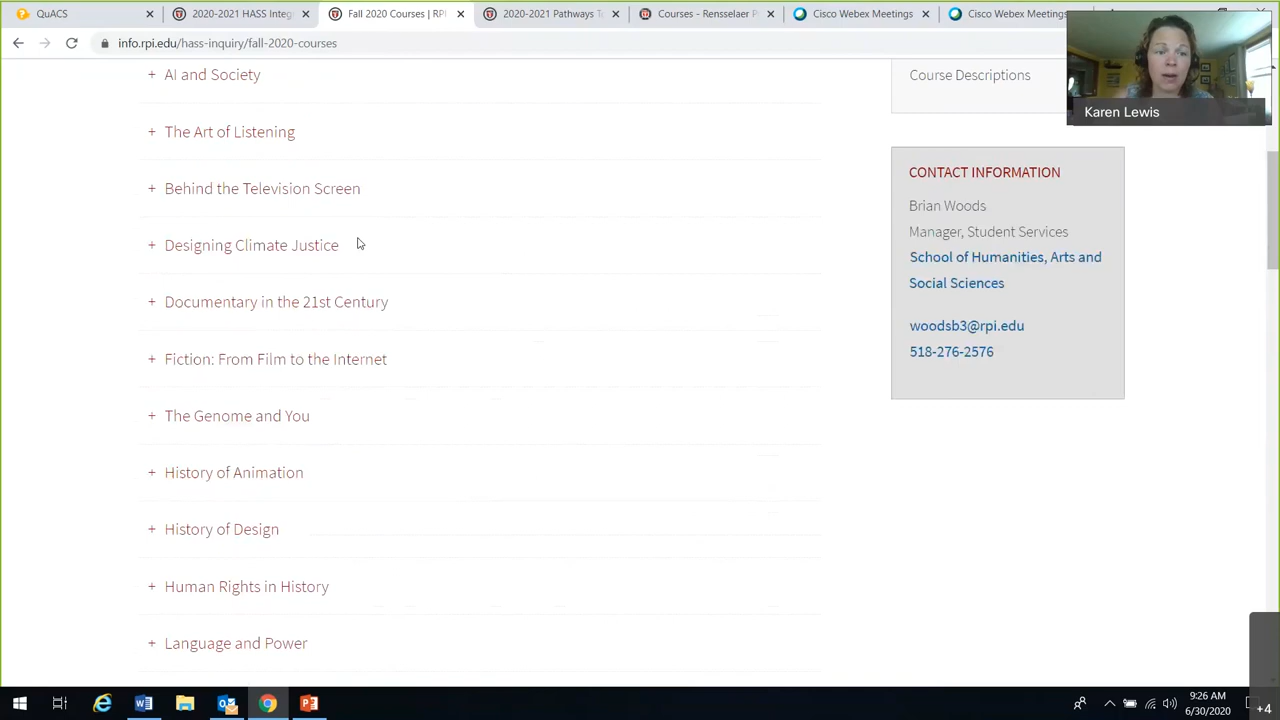 QuACS
2020-2021 HASS Integ
Fall 2020 Courses | RPI
2020-2021 Pathways T
Courses - Rensselaer P
Cisco Webex Meetings
Cisco Webex Meetings
info.rpi.edu/hass-inquiry/fall-2020-courses
Karen Lewis
+ AI and Society
+ The Art of Listening
+ Behind the Television Screen
+ Designing Climate Justice
+ Documentary in the 21st Century
+ Fiction: From Film to the Internet
+ The Genome and You
+ History of Animation
+ History of Design
+ Human Rights in History
+ Language and Power
Course Descriptions
CONTACT INFORMATION
Brian Woods
Manager, Student Services
School of Humanities, Arts and
Social Sciences
woodsb3@rpi.edu
518-276-2576
9:26 AM
6/30/2020
+4